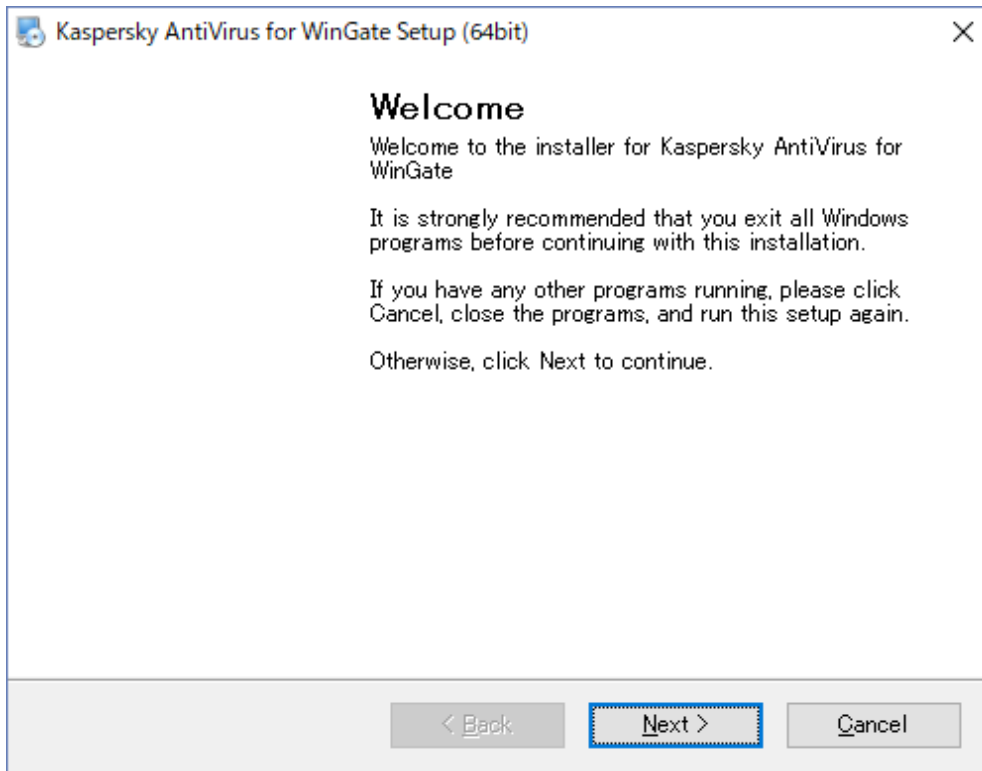 Kaspersky AntiVirus for WinGate Setup (64bit)
Welcome
Welcome to the installer for Kaspersky AntiVirus for
WinGate
It is strongly recommended that you exit all Windows
programs before continuing with this installation.
If you have any other programs running, please click
Cancel, close the programs, and run this setup again.
Otherwise, click Next to continue.
< Back
Next >
Cancel